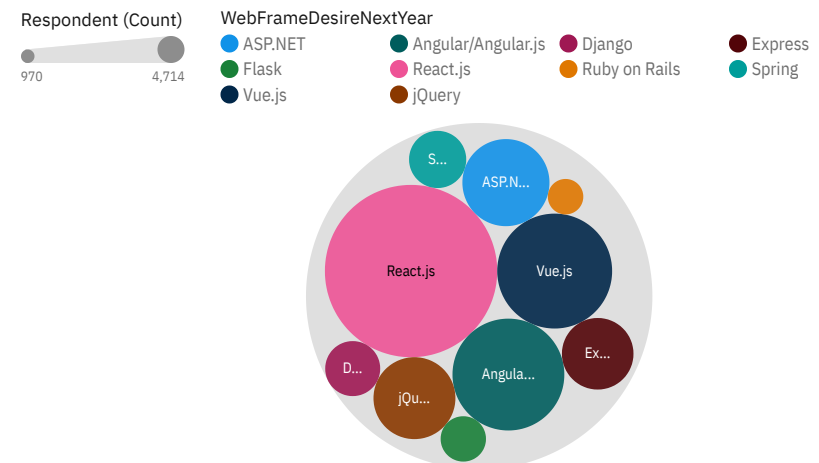 Respondent (Count)
970
4,714
WebFrameDesireNextYear
ASP.NET
Angular/Angular.js
Django
Express
Flask
React.js
Ruby on Rails
Spring
Vue.js
jQuery
S...
ASP.N...
React.js
Vue.js
Ex...
D...
Angula...
jQu...